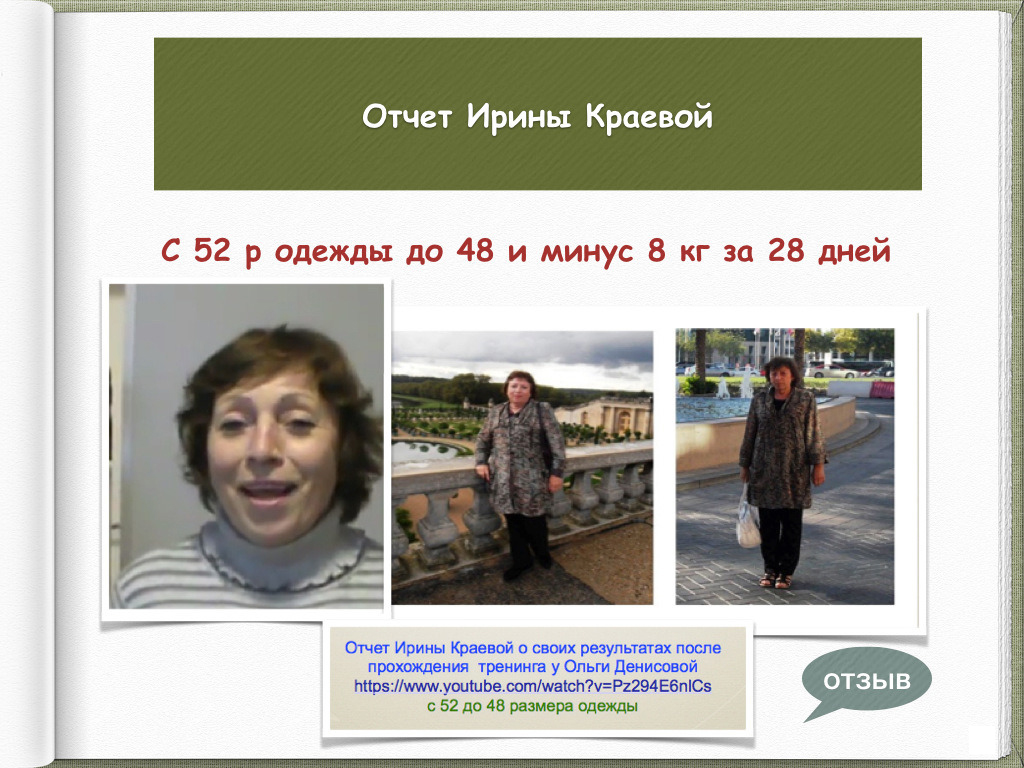 Отчет Ирины Краевой
С 52 р одежды до 48 и минус 8 кг за 28 дней
Отчет Ирины Краевой о своих результатах после
прохождения тренинга у Ольги Денисовой
https://www.youtube.com/watch?v=Pz294E6nlCs
с 52 до 48 размера одежды
ОТЗЫВ